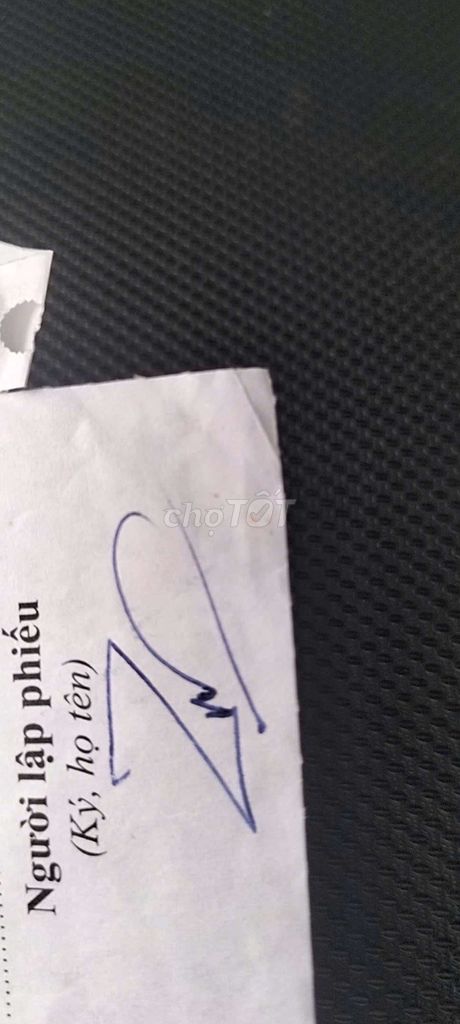 Người lập phiếu
(Ký, họ tên)
chợTỐT